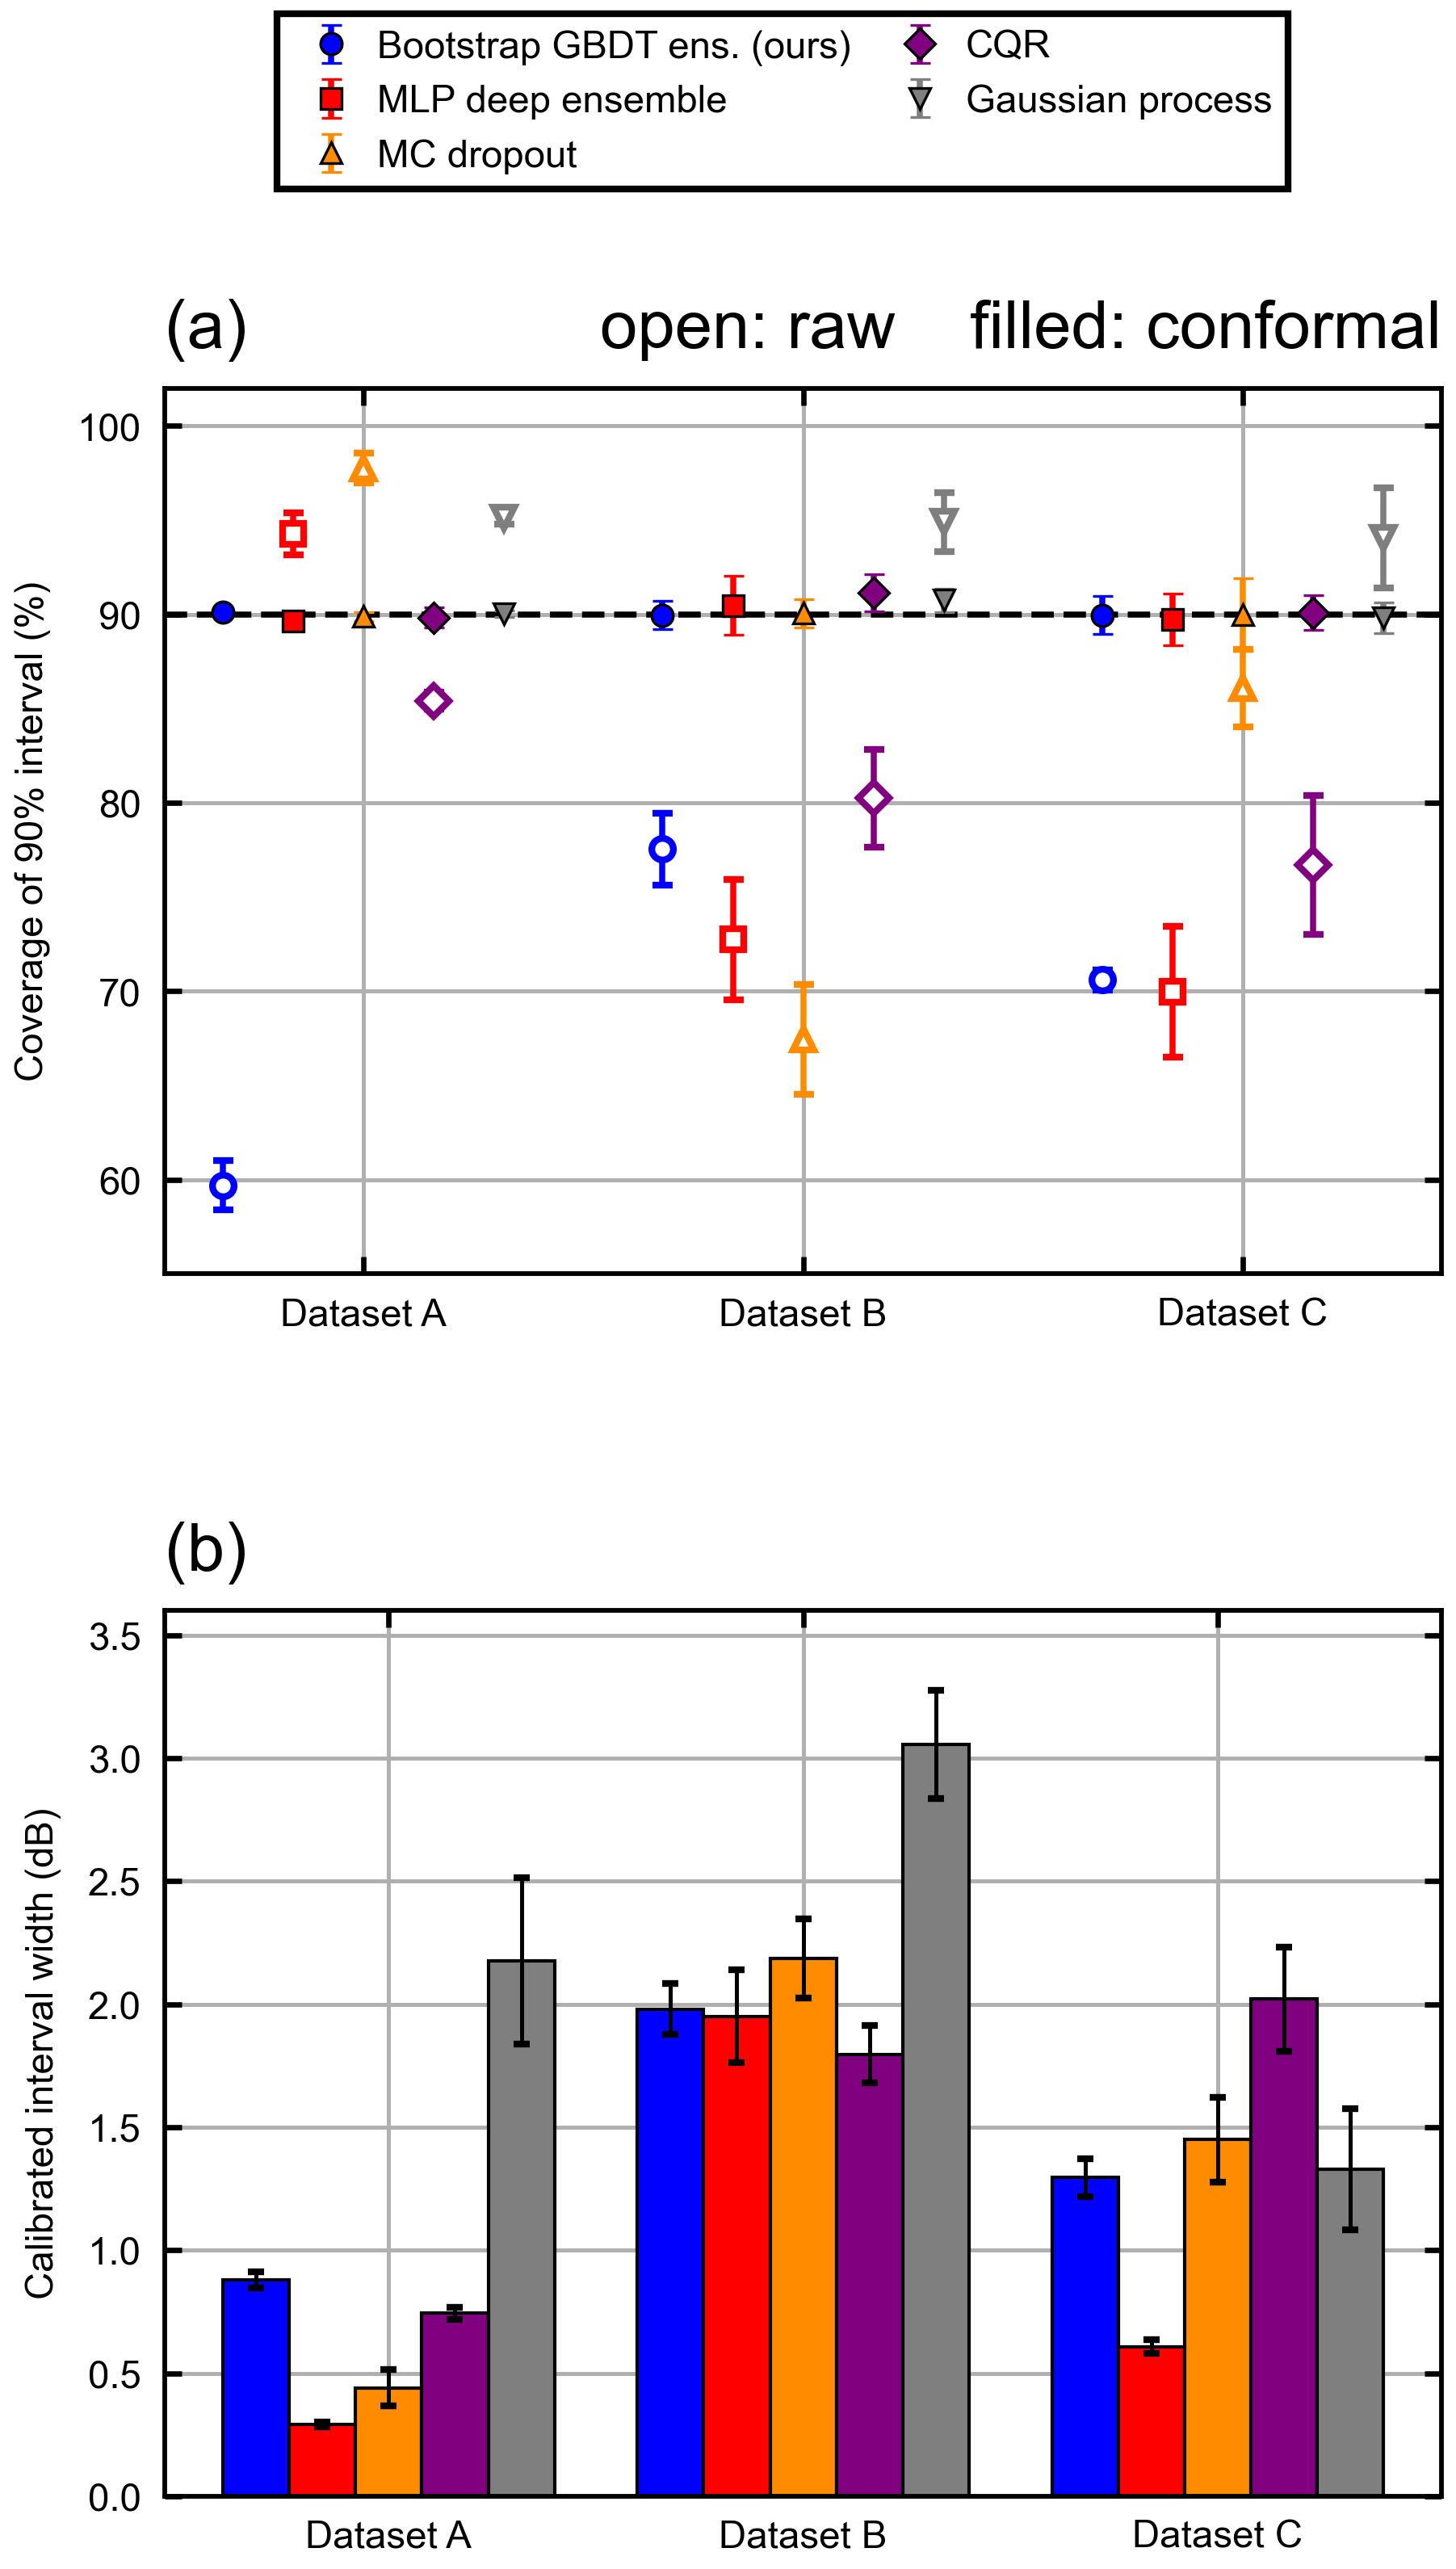 Bootstrap GBDT ens. (ours)
MLP deep ensemble
MC dropout
CQR
Gaussian process
(a)
open: raw
filled: conformal
Coverage of 90% interval (%)
100
90
80
70
60
Dataset A
Dataset B
Dataset C
(b)
Calibrated interval width (dB)
3.5
3.0
2.5
2.0
1.5
1.0
0.5
0.0
Dataset A
Dataset B
Dataset C